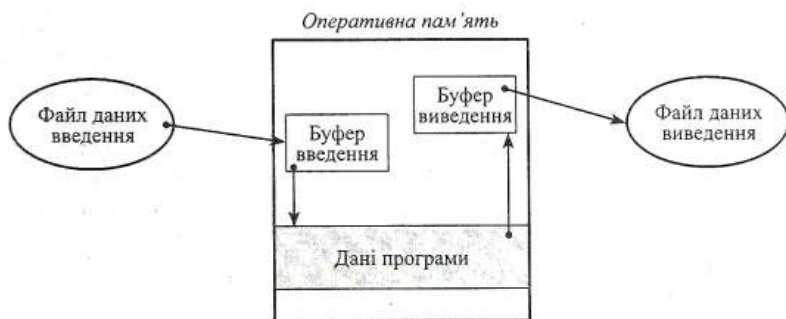 Оперативна пам'ять
Файл даних
введення
Буфер
введення
Буфер
виведення
Файл даних
виведення
Дані програми